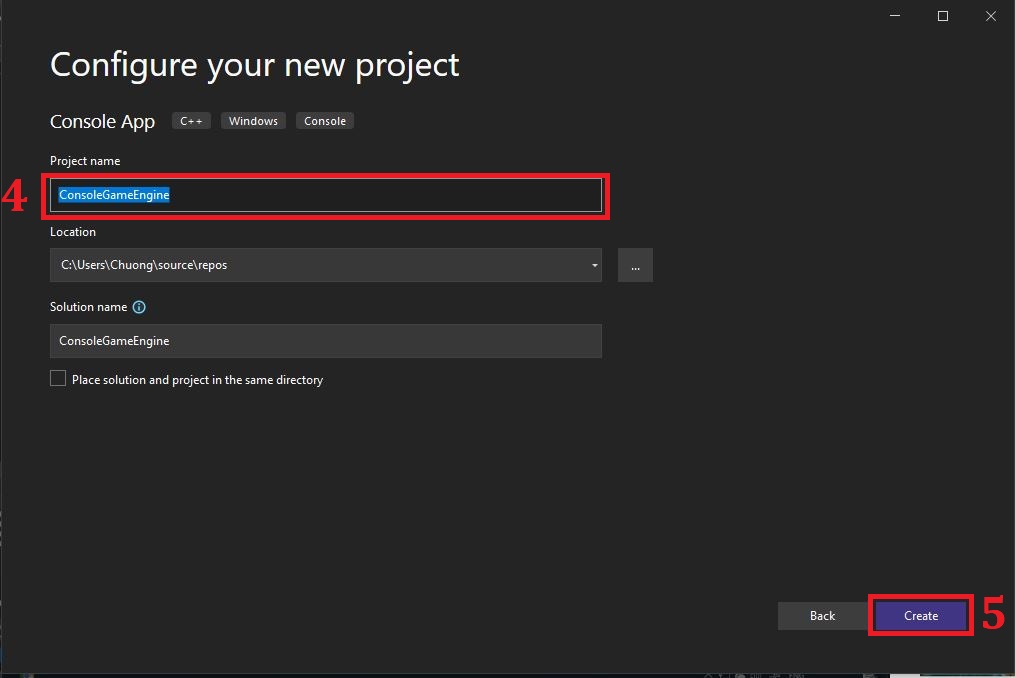 Configure your new project
Console App C++ Windows Console
Project name
4 ConsoleGameEngine
Location
C:\Users\Chuong\source\repos ...
Solution name
ConsoleGameEngine
Place solution and project in the same directory
Back Create 5